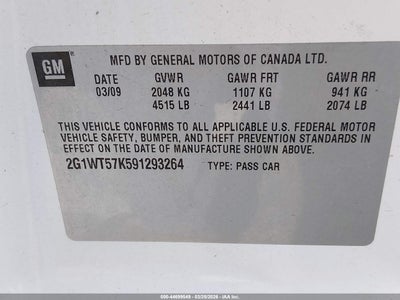 GM
MFD BY GENERAL MOTORS OF CANADA LTD.
DATE GVWR GAWR FRT GAWR RR
03/09 2048 KG 1107 KG 941 KG
4515 LB 2441 LB 2074 LB
THIS VEHICLE CONFORMS TO ALL APPLICABLE U.S. FEDERAL MOTOR
VEHICLE SAFETY, BUMPER, AND THEFT PREVENTION STANDARDS
IN EFFECT ON THE DATE OF MANUFACTURE SHOWN ABOVE.
2G1WT57K591293264 TYPE: PASS CAR